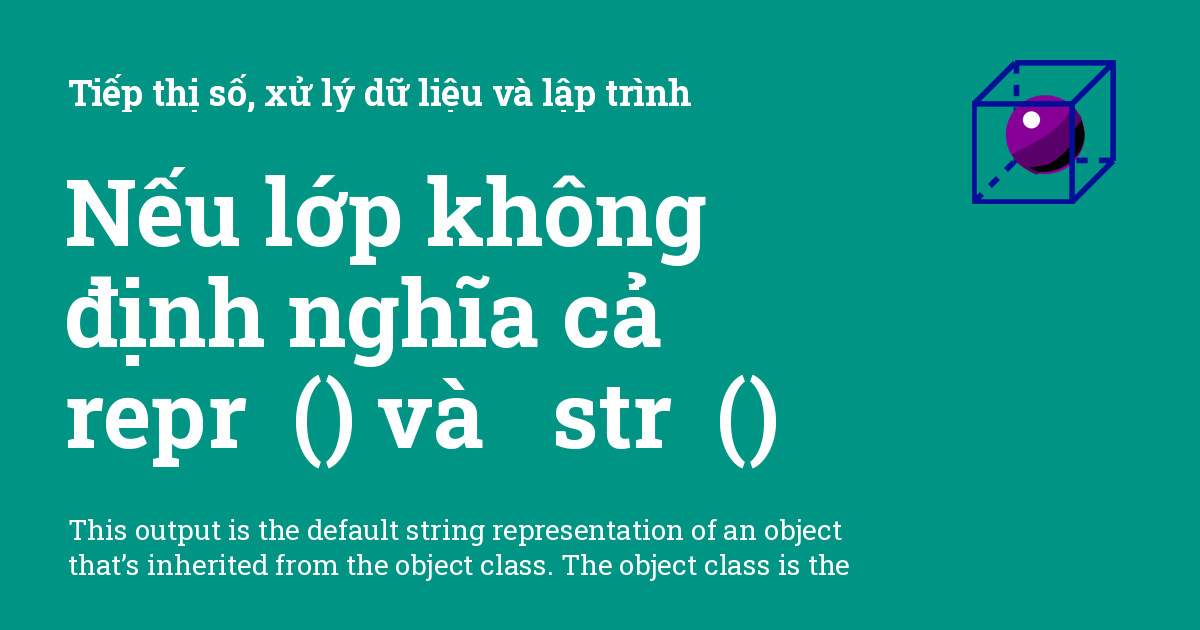 Tiếp thị số, xử lý dữ liệu và lập trình
Nếu lớp không
định nghĩa cả
repr () và str ()
This output is the default string representation of an object
that’s inherited from the object class. The object class is the